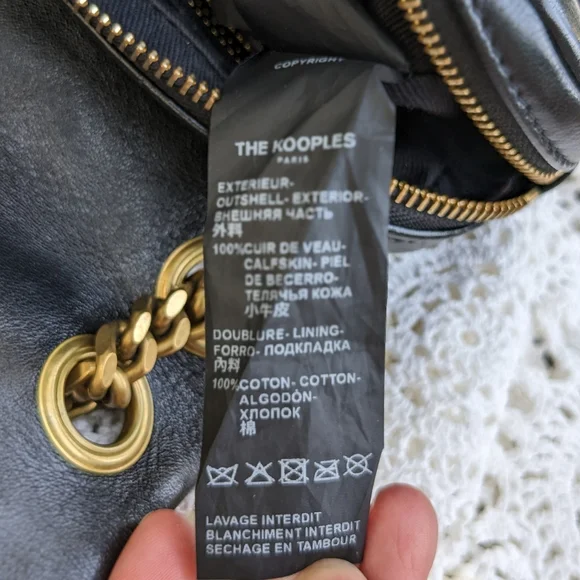 COPYRIGHT
THE KOOPLES
PARIS
EXTERIEUR-
OUTSHELL- EXTERIOR-
ВНЕШНЯЯ ЧАСТЬ
外料
100%CUIR DE VEAU-
CALFSKIN- PIEL
DE BECERRO-
ТЕЛЯЧЬЯ КОЖА
小牛皮
DOUBLURE- LINING-
FORRO- ПОДКЛАДКА
內料
100%COTON- COTTON-
ALGODÓN-
ХЛОПОК
棉
LAVAGE INTERDIT
BLANCHIMENT INTERDIT
SECHAGE EN TAMBOUR